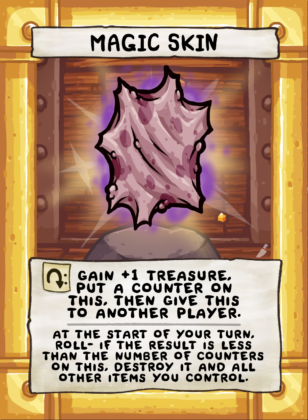 MAGIC SKIN
: GAIN +1 TREASURE,
PUT A COUNTER ON
THIS, THEN GIVE THIS
TO ANOTHER PLAYER.
AT THE START OF YOUR TURN,
ROLL- IF THE RESULT IS LESS
THAN THE NUMBER OF COUNTERS
ON THIS, DESTROY IT AND ALL
OTHER ITEMS YOU CONTROL.